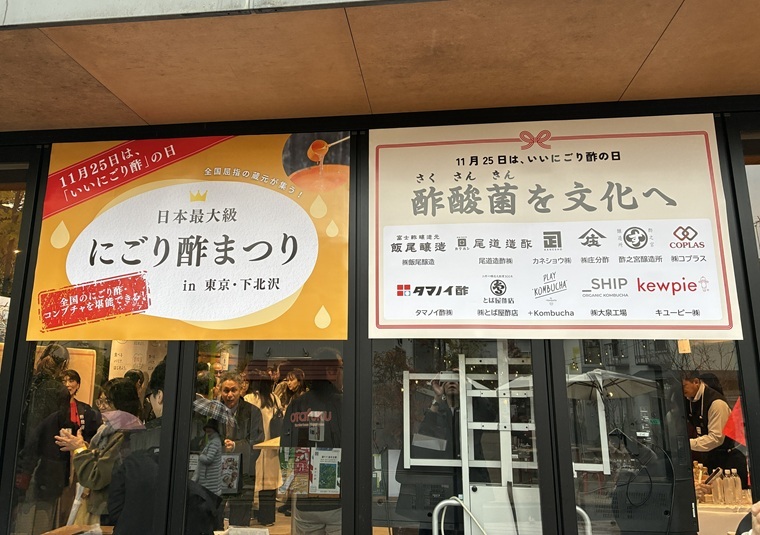 11月25日は、
「いいにごり酢」の日
全国屈指の蔵元が集う！
日本最大級
にごり酢まつり
in 東京・下北沢
全国のにごり酢・
コンブチャを堪能できる！
11月25日は、いいにごり酢の日
さく さん きん
酢酸菌を文化へ
富士酢醸造元
飯尾醸造
尾道造酢
COPLAS
㈱飯尾醸造 尾道造酢㈱ カネショウ㈱ ㈱庄分酢 酢之宮醸造所 ㈱コプラス
タマノイ酢
とば屋酢店
PLAY KOMBUCHA
_SHIP
ORGANIC KOMBUCHA
kewpie
タマノイ酢㈱ ㈱とば屋酢店 +Kombucha ㈱大泉工場 キユーピー㈱